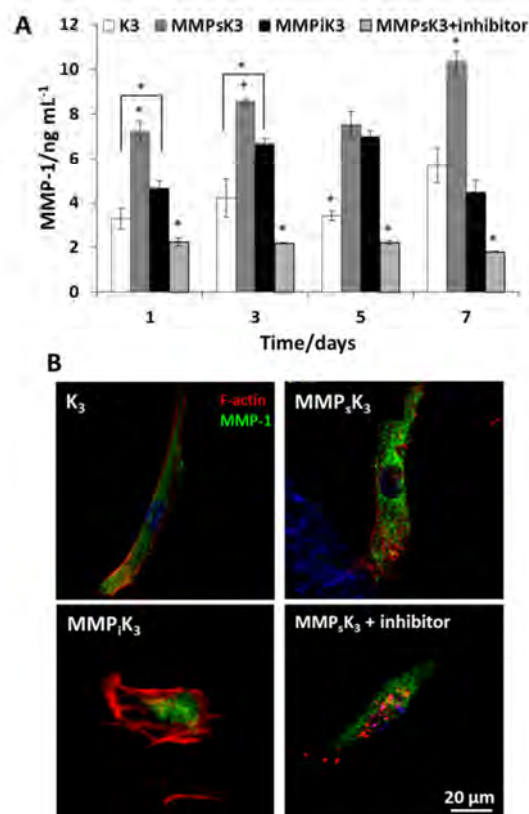 A
K3 MMPsK3 MMPiK3 MMPsK3+inhibitor
MMP-1/ng mL⁻¹
12
10
8
6
4
2
0
* * * + * * * * * *
1 3 5 7
Time/days
B
K₃
F-actin
MMP-1
MMPₛK₃
MMPᵢK₃
MMPₛK₃ + inhibitor
20 µm